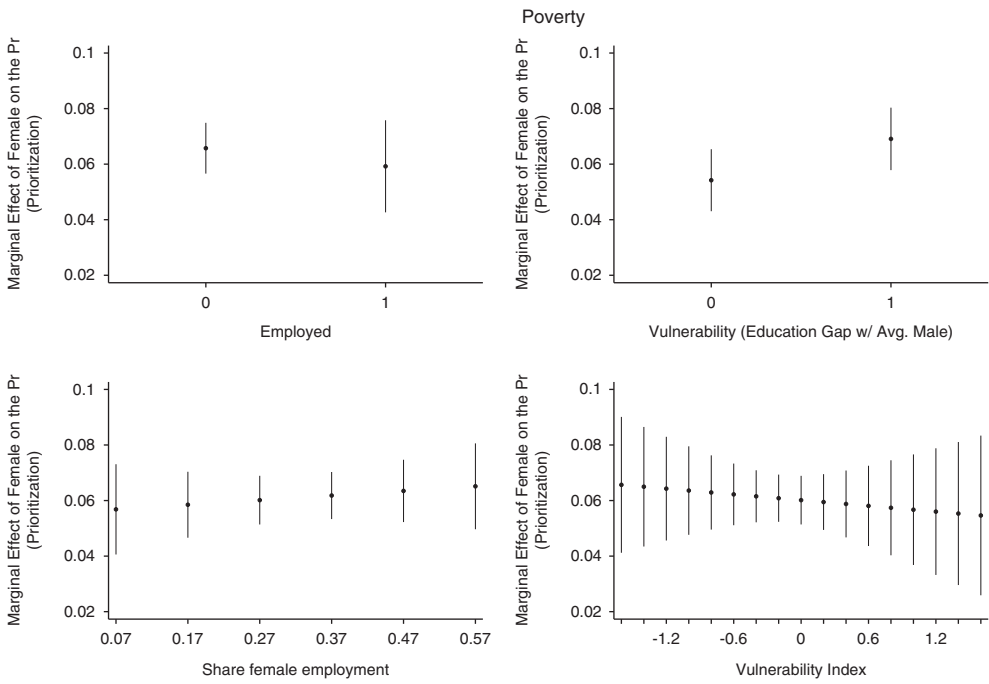 Poverty
Marginal Effect of Female on the Pr
(Prioritization)
0.1
0.08
0.06
0.04
0.02
0
1
Employed
Marginal Effect of Female on the Pr
(Prioritization)
0.1
0.08
0.06
0.04
0.02
0
1
Vulnerability (Education Gap w/ Avg. Male)
Marginal Effect of Female on the Pr
(Prioritization)
0.1
0.08
0.06
0.04
0.02
0.07 0.17 0.27 0.37 0.47 0.57
Share female employment
Marginal Effect of Female on the Pr
(Prioritization)
0.1
0.08
0.06
0.04
0.02
-1.2 -0.6 0 0.6 1.2
Vulnerability Index